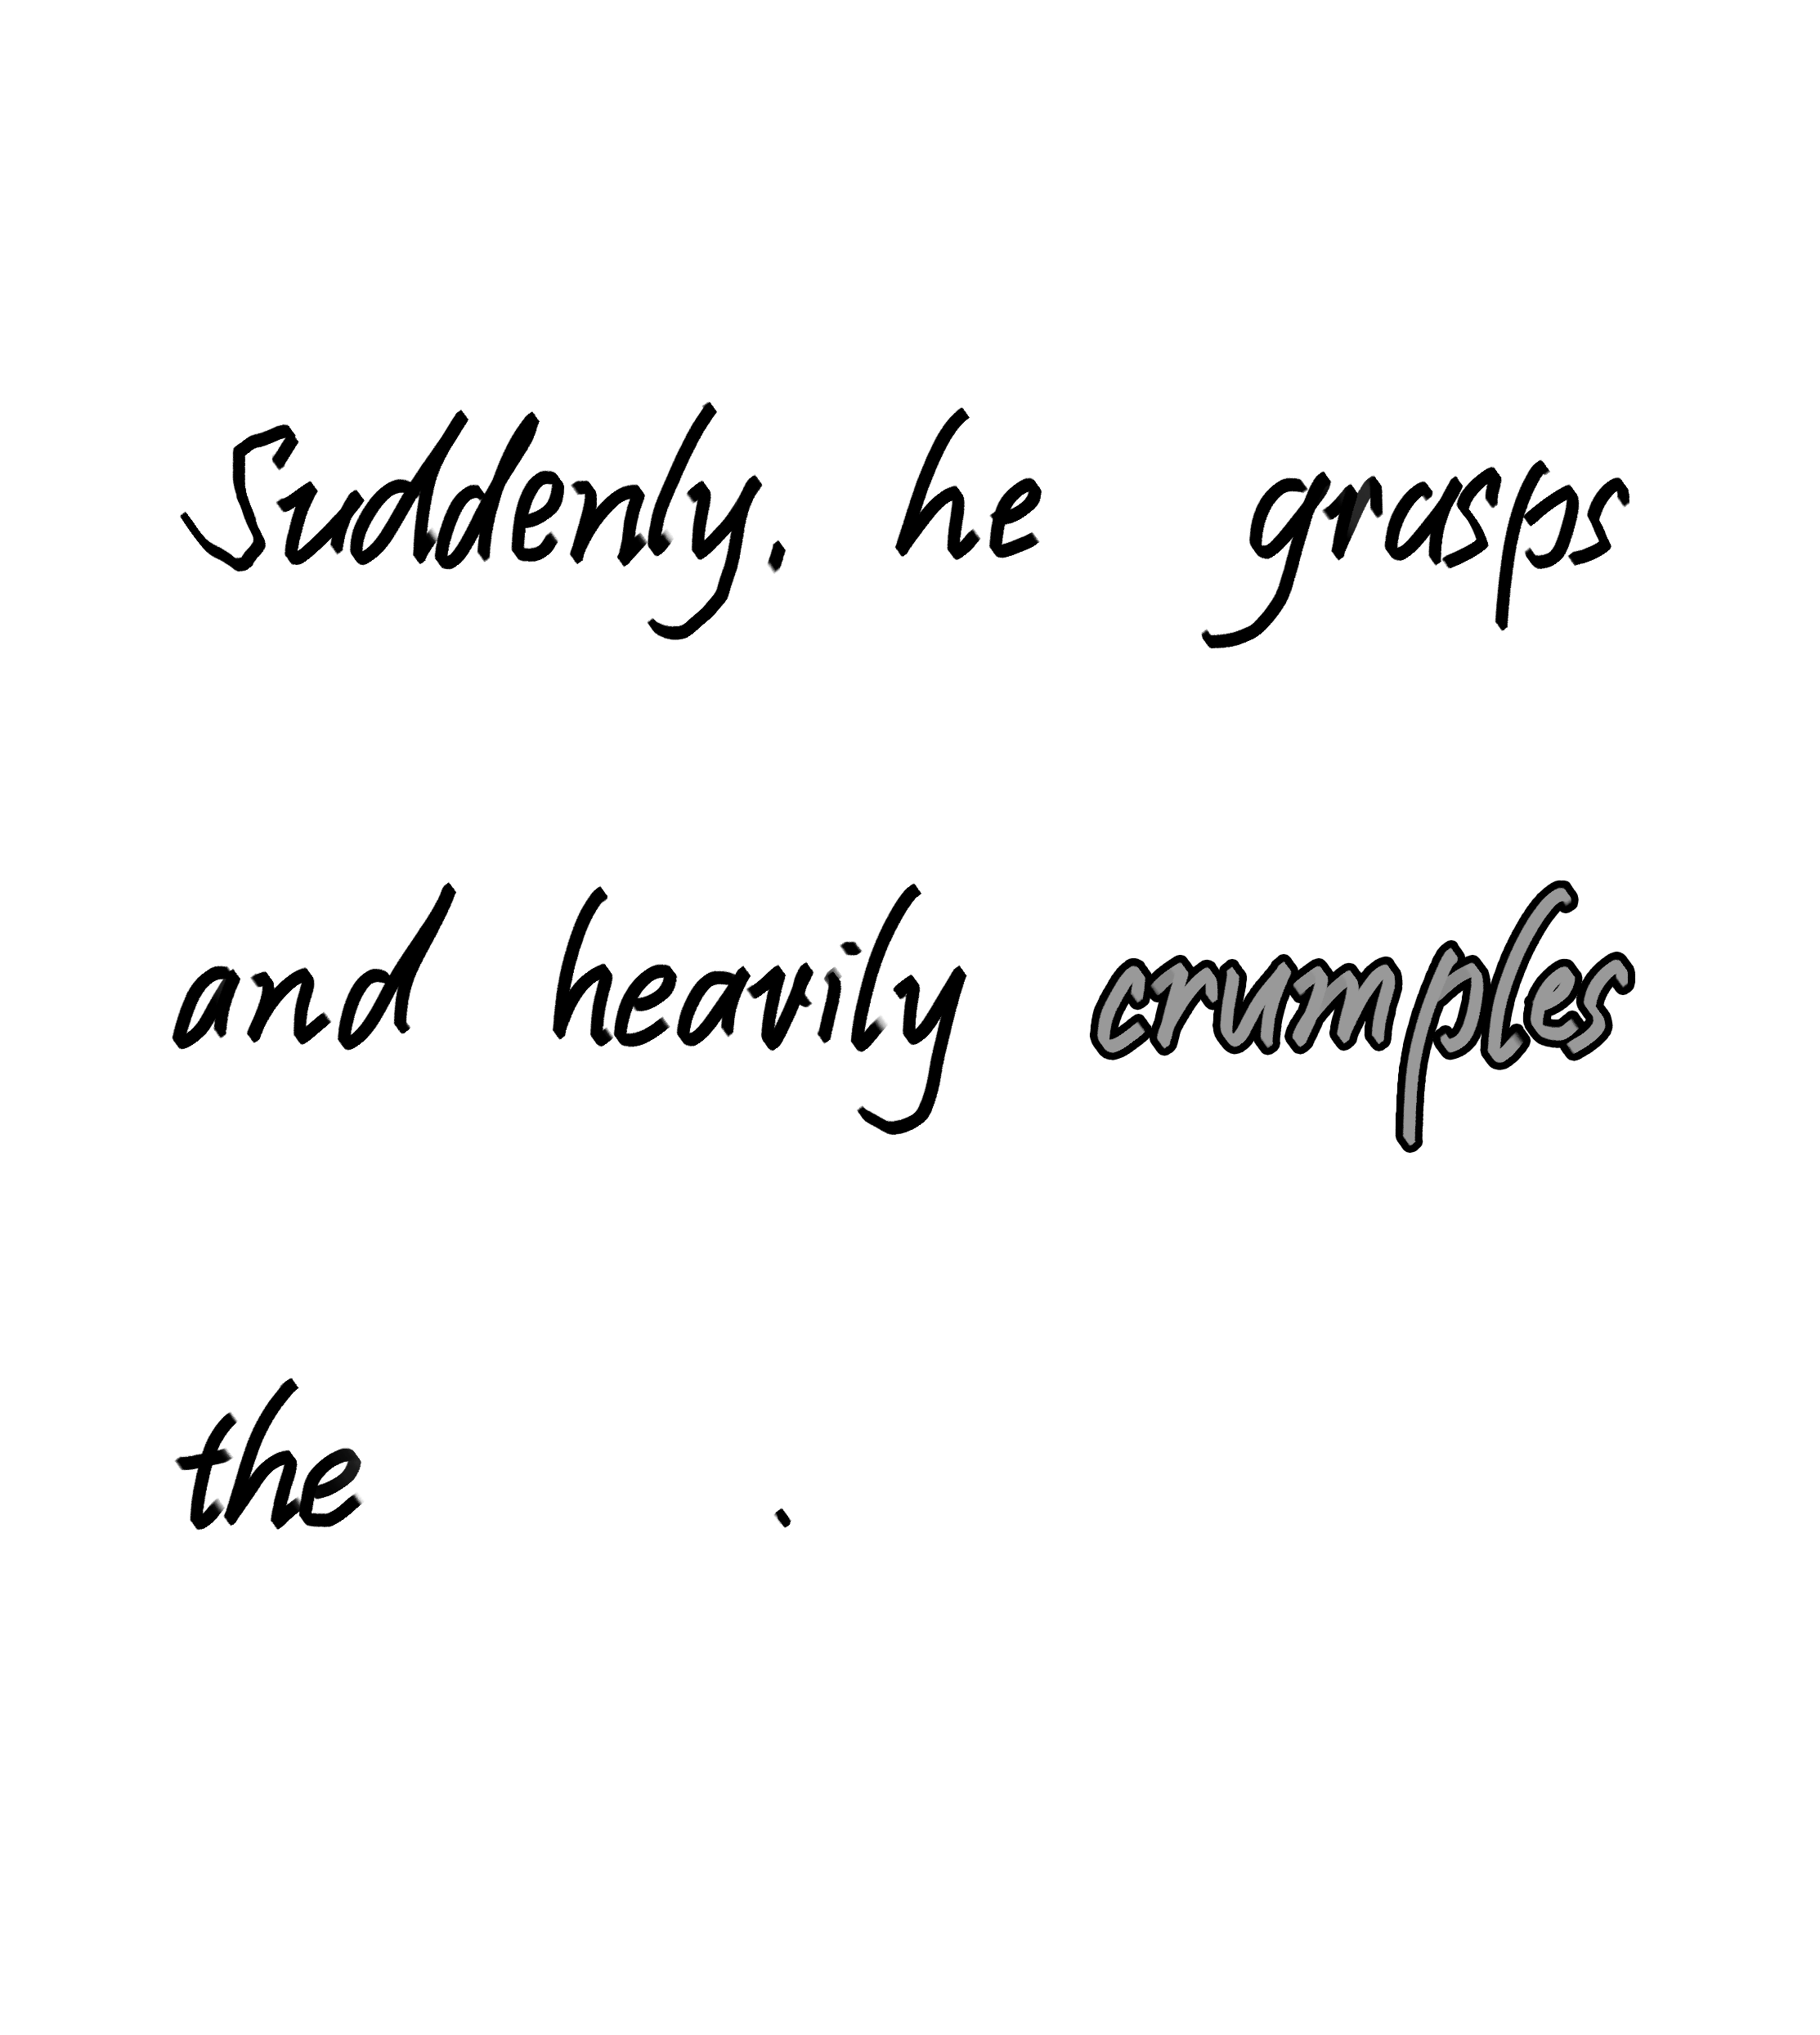 Suddenly, he grasps
and heavily crumples
the .